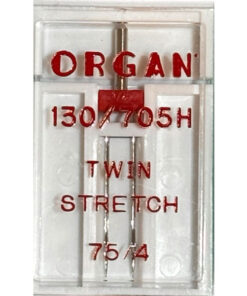 ORGAN
130/705H
TWIN
STRETCH
75/4